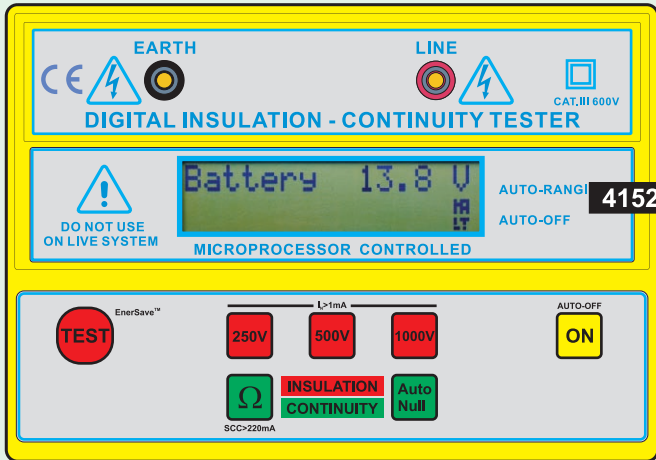 EARTH LINE
CE
CAT.III 600V
DIGITAL INSULATION - CONTINUITY TESTER
Battery 13.8 V
AUTO-RANGI
4152
AUTO-OFF
DO NOT USE
ON LIVE SYSTEM
MICROPROCESSOR CONTROLLED
EnerSave™
TEST
>1mA
250V 500V 1000V
AUTO-OFF
ON
Ω
INSULATION
CONTINUITY
Auto
Null
SCC>220mA